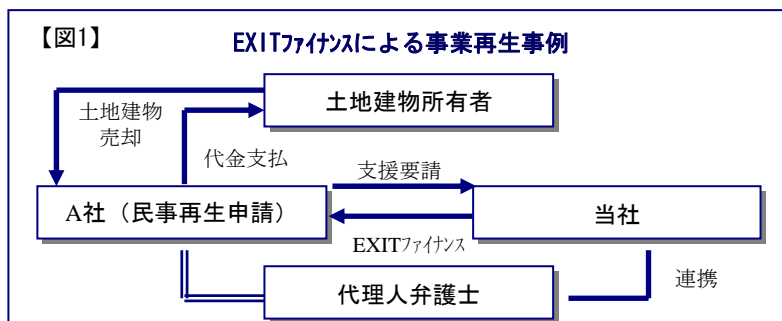 【図1】
EXITファイナンスによる事業再生事例
土地建物所有者
土地建物
売却
代金支払
支援要請
A社（民事再生申請）
当社
EXITファイナンス
代理人弁護士
連携